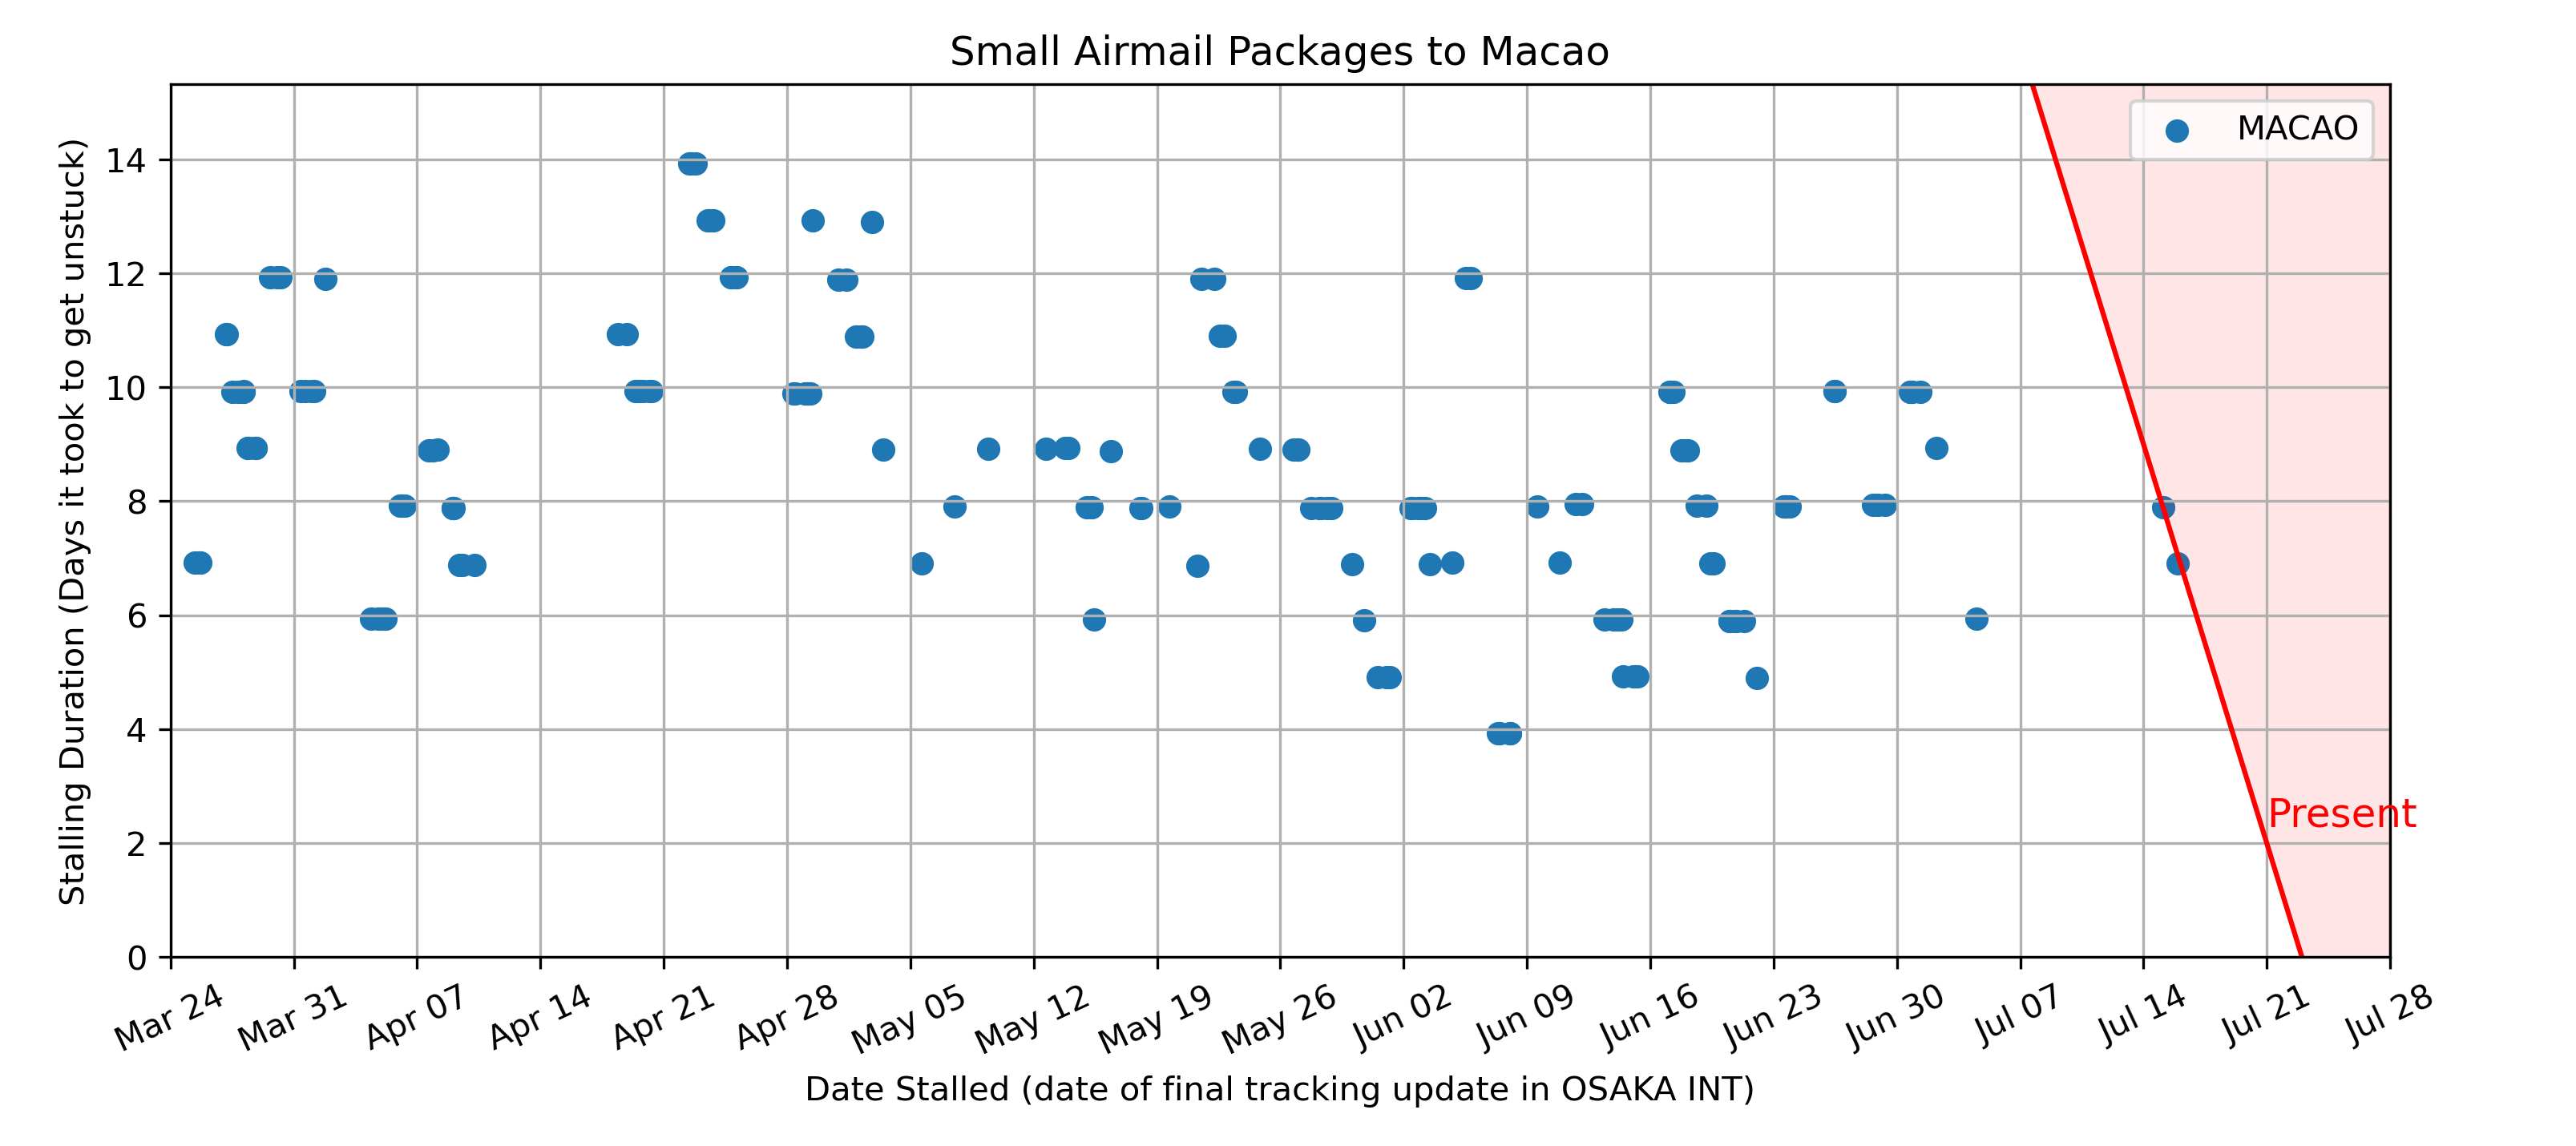 Small Airmail Packages to Macao
MACAO
Stalling Duration (Days it took to get unstuck)
14
12
10
8
6
4
2
0
Present
Mar 24
Mar 31
Apr 07
Apr 14
Apr 21
Apr 28
May 05
May 12
May 19
May 26
Jun 02
Jun 09
Jun 16
Jun 23
Jun 30
Jul 07
Jul 14
Jul 21
Jul 28
Date Stalled (date of final tracking update in OSAKA INT)